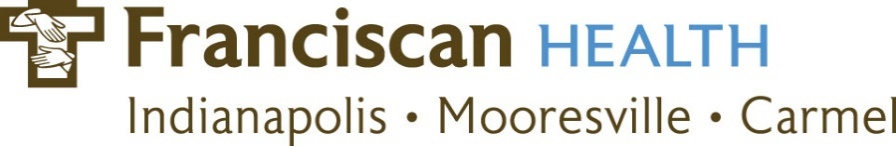 Franciscan HEALTH
Indianapolis • Mooresville • Carmel